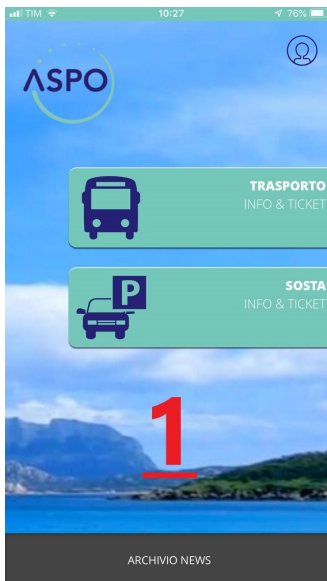 TIM 10:27 76%
ASPO
TRASPORTO
INFO & TICKET
P
SOSTA
INFO & TICKET
1
ARCHIVIO NEWS